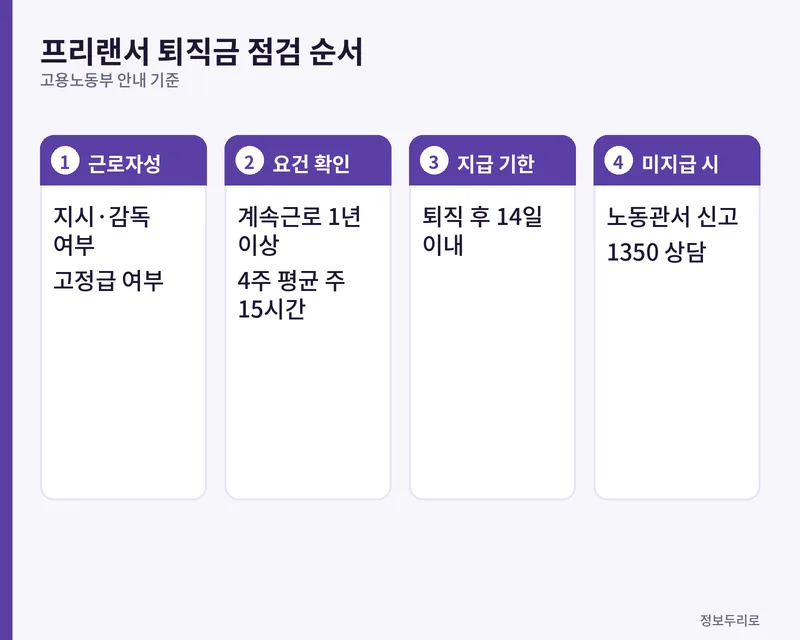 프리랜서 퇴직금 점검 순서
고용노동부 안내 기준
1 근로자성
지시·감독
여부
고정급 여부
2 요건 확인
계속근로 1년
이상
4주 평균 주
15시간
3 지급 기한
퇴직 후 14일
이내
4 미지급 시
노동관서 신고
1350 상담
정보두리로